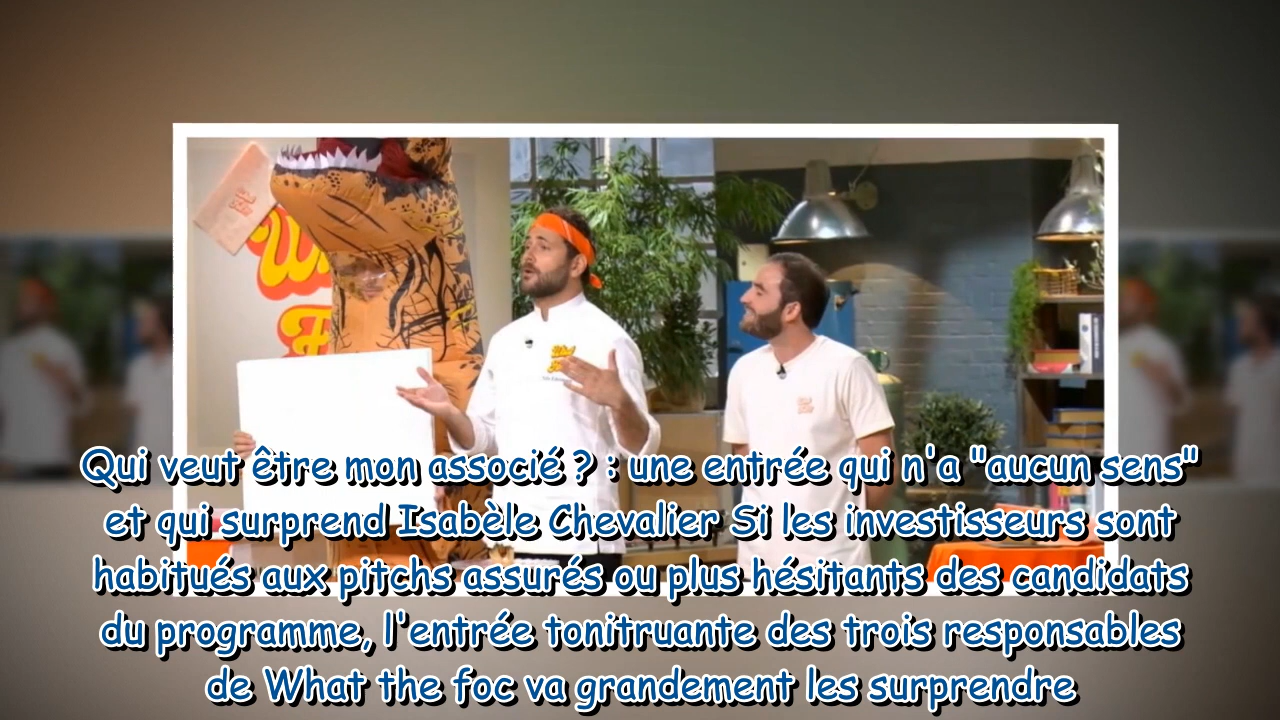 Qui veut être mon associé ? : une entrée qui n'a "aucun sens"
et qui surprend Isabèle Chevalier Si les investisseurs sont
habitués aux pitchs assurés ou plus hésitants des candidats
du programme, l'entrée tonitruante des trois responsables
de What the foc va grandement les surprendre